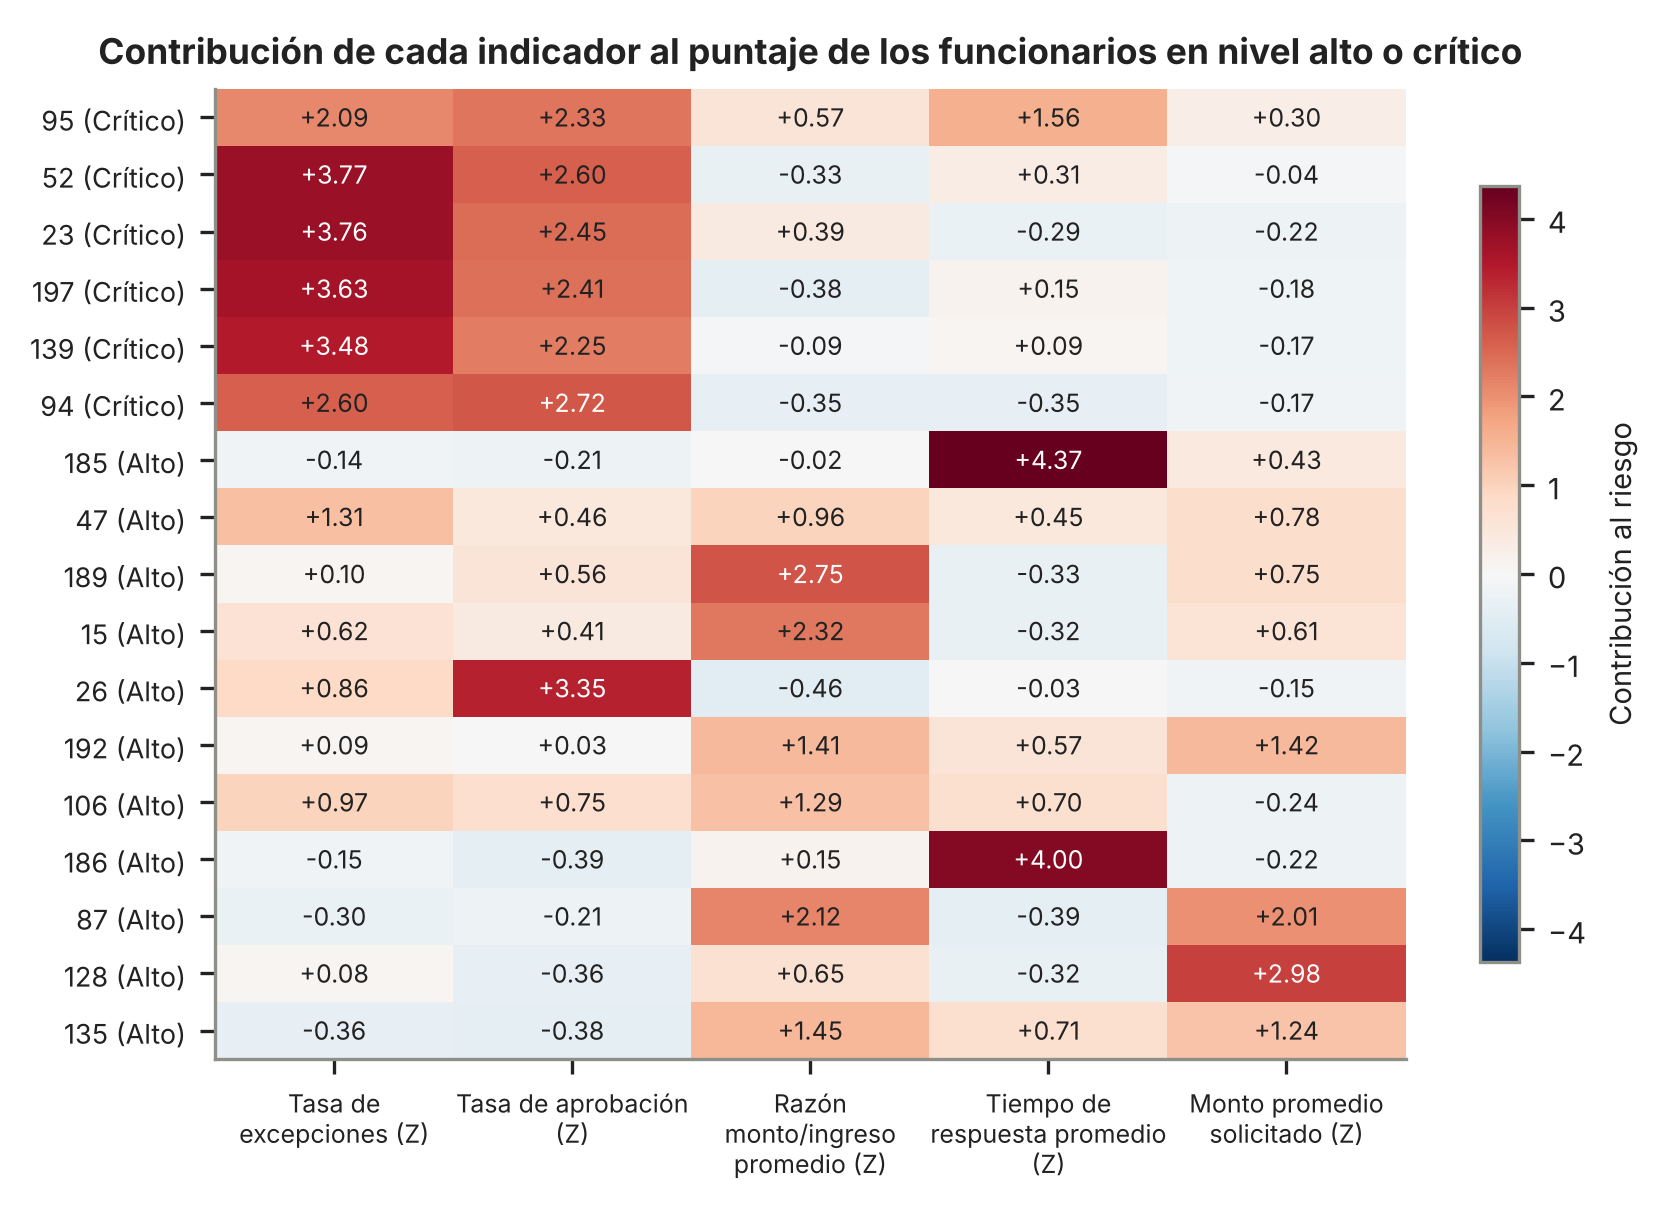 Contribución de cada indicador al puntaje de los funcionarios en nivel alto o crítico
95 (Crítico) +2.09 +2.33 +0.57 +1.56 +0.30
52 (Crítico) +3.77 +2.60 -0.33 +0.31 -0.04
23 (Crítico) +3.76 +2.45 +0.39 -0.29 -0.22
197 (Crítico) +3.63 +2.41 -0.38 +0.15 -0.18
139 (Crítico) +3.48 +2.25 -0.09 +0.09 -0.17
94 (Crítico) +2.60 +2.72 -0.35 -0.35 -0.17
185 (Alto) -0.14 -0.21 -0.02 +4.37 +0.43
47 (Alto) +1.31 +0.46 +0.96 +0.45 +0.78
189 (Alto) +0.10 +0.56 +2.75 -0.33 +0.75
15 (Alto) +0.62 +0.41 +2.32 -0.32 +0.61
26 (Alto) +0.86 +3.35 -0.46 -0.03 -0.15
192 (Alto) +0.09 +0.03 +1.41 +0.57 +1.42
106 (Alto) +0.97 +0.75 +1.29 +0.70 -0.24
186 (Alto) -0.15 -0.39 +0.15 +4.00 -0.22
87 (Alto) -0.30 -0.21 +2.12 -0.39 +2.01
128 (Alto) +0.08 -0.36 +0.65 -0.32 +2.98
135 (Alto) -0.36 -0.38 +1.45 +0.71 +1.24
Tasa de
excepciones (Z)
Tasa de aprobación
(Z)
Razón
monto/ingreso
promedio (Z)
Tiempo de
respuesta promedio
(Z)
Monto promedio
solicitado (Z)
4
3
2
1
0
−1
−2
−3
−4
Contribución al riesgo